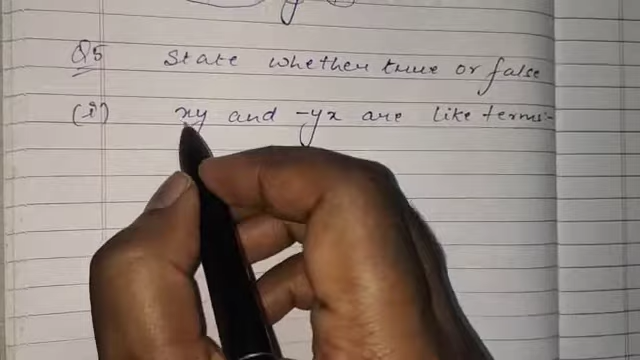 Q5 State whether true or false
(i) xy and -yx are like terms:-